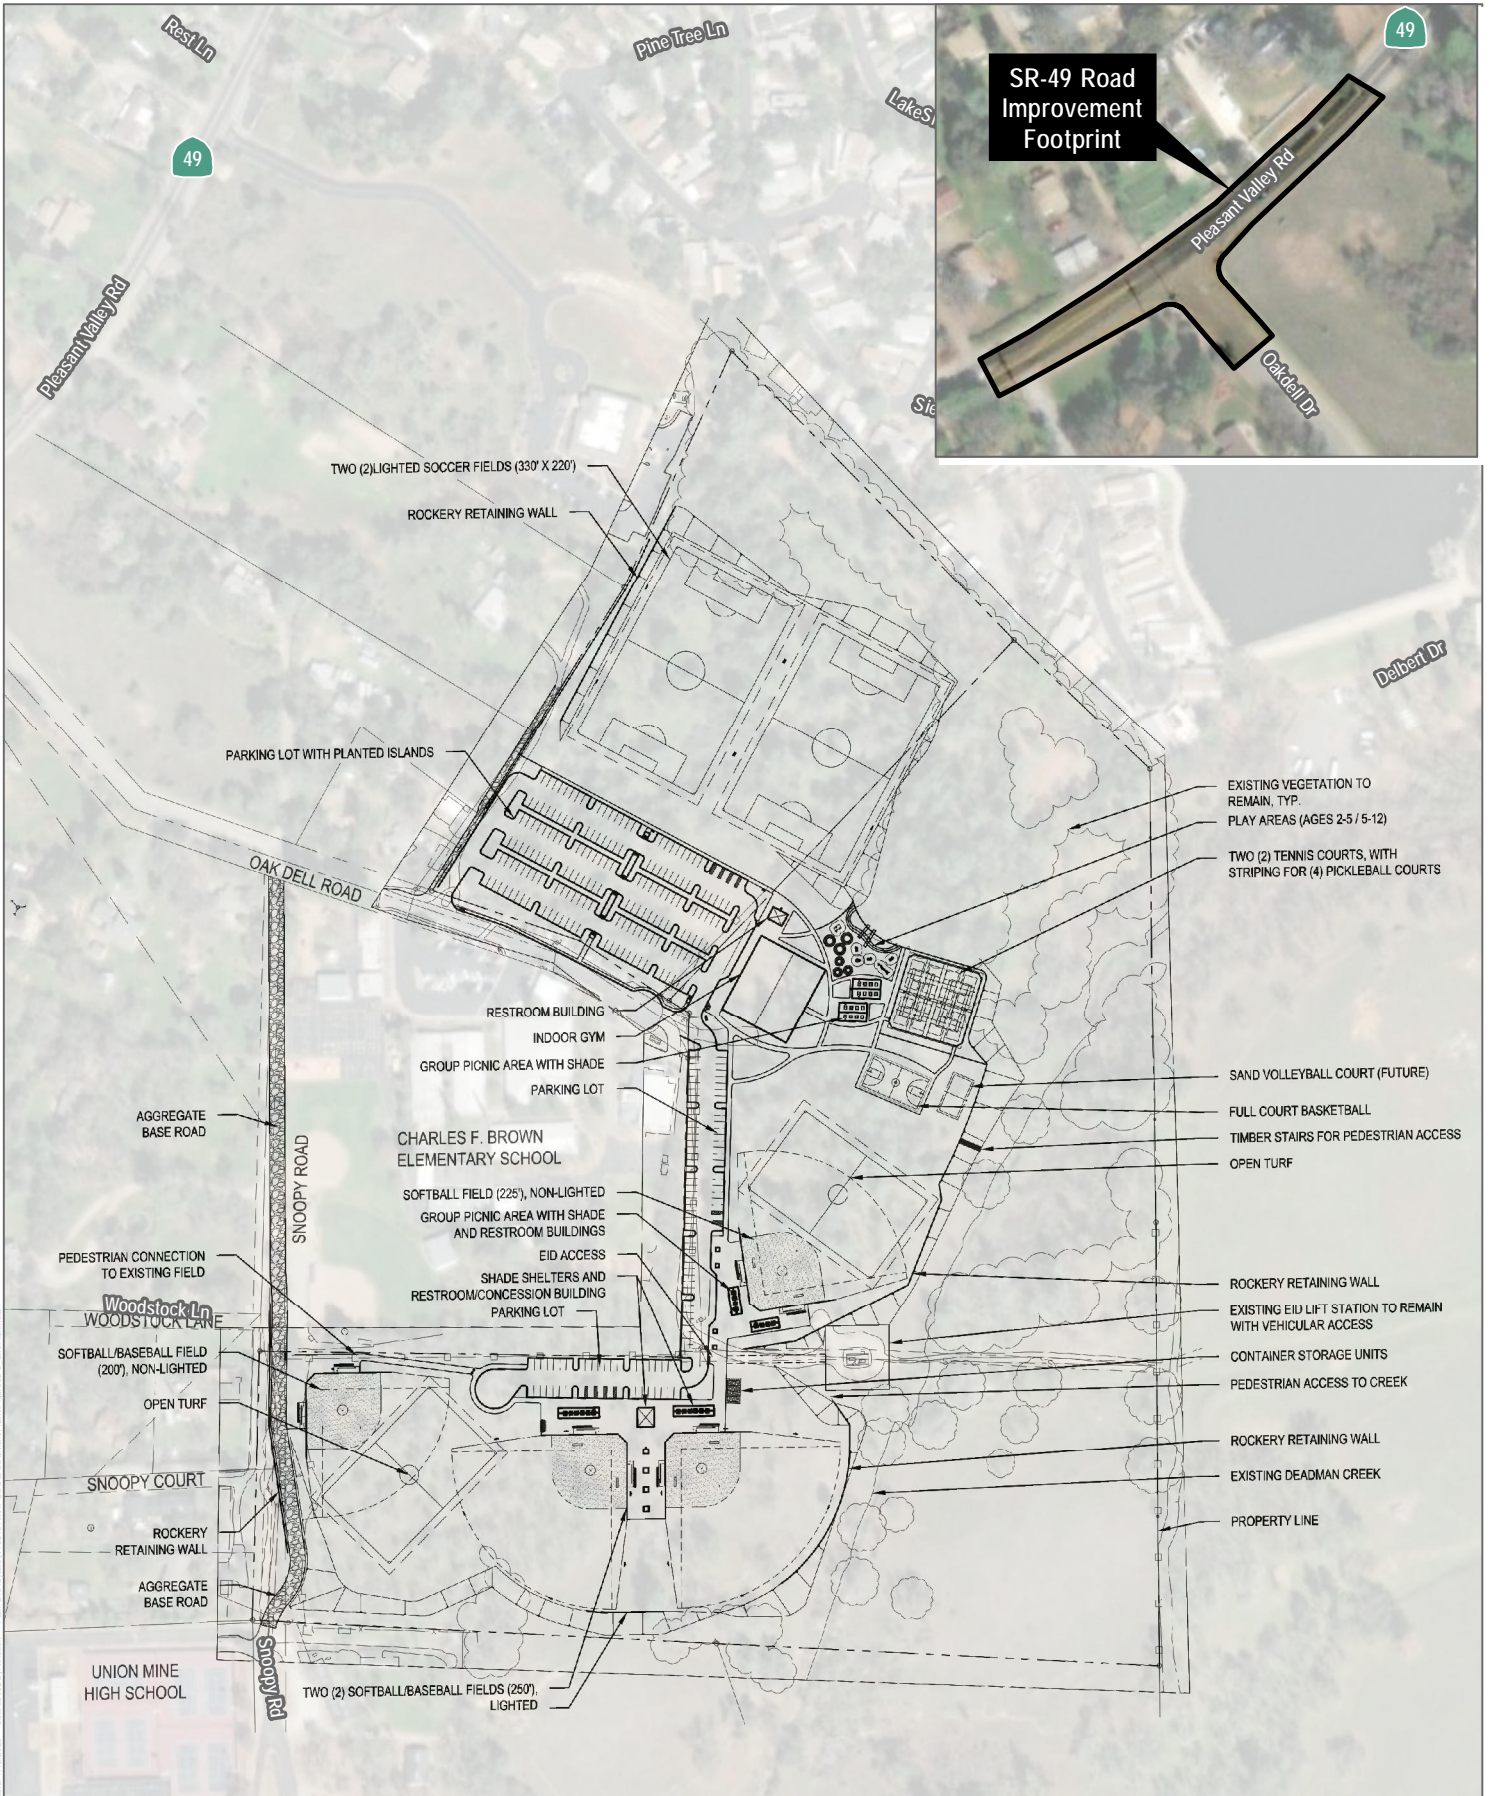 Rest Ln
Pine Tree Ln
49
49
SR-49 Road
Improvement
Footprint
Pleasant Valley Rd
Oakdell Dr
Pleasant Valley Rd
TWO (2)LIGHTED SOCCER FIELDS (330' X 220')
ROCKERY RETAINING WALL
Delbert Dr
PARKING LOT WITH PLANTED ISLANDS
EXISTING VEGETATION TO
REMAIN, TYP.
PLAY AREAS (AGES 2-5 / 5-12)
TWO (2) TENNIS COURTS, WITH
STRIPING FOR (4) PICKLEBALL COURTS
OAK DELL ROAD
RESTROOM BUILDING
INDOOR GYM
GROUP PICNIC AREA WITH SHADE
PARKING LOT
SAND VOLLEYBALL COURT (FUTURE)
FULL COURT BASKETBALL
TIMBER STAIRS FOR PEDESTRIAN ACCESS
OPEN TURF
AGGREGATE
BASE ROAD
SNOOPY ROAD
CHARLES F. BROWN
ELEMENTARY SCHOOL
SOFTBALL FIELD (225'), NON-LIGHTED
GROUP PICNIC AREA WITH SHADE
AND RESTROOM BUILDINGS
EID ACCESS
SHADE SHELTERS AND
RESTROOM/CONCESSION BUILDING
PARKING LOT
PEDESTRIAN CONNECTION
TO EXISTING FIELD
Woodstock Ln
WOODSTOCK LANE
SOFTBALL/BASEBALL FIELD
(200'), NON-LIGHTED
OPEN TURF
ROCKERY RETAINING WALL
EXISTING EID LIFT STATION TO REMAIN
WITH VEHICULAR ACCESS
CONTAINER STORAGE UNITS
PEDESTRIAN ACCESS TO CREEK
ROCKERY RETAINING WALL
EXISTING DEADMAN CREEK
PROPERTY LINE
SNOOPY COURT
ROCKERY
RETAINING WALL
AGGREGATE
BASE ROAD
Snoopy Rd
UNION MINE
HIGH SCHOOL
TWO (2) SOFTBALL/BASEBALL FIELDS (250'),
LIGHTED